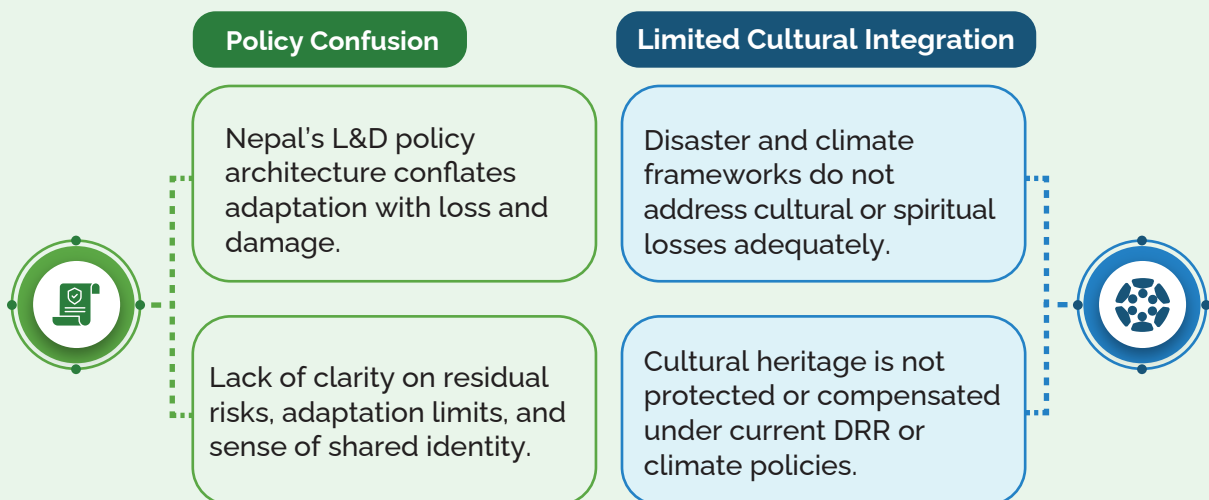 Policy Confusion
Nepal's L&D policy
architecture conflates
adaptation with loss and
damage.
Lack of clarity on residual
risks, adaptation limits, and
sense of shared identity.
Limited Cultural Integration
Disaster and climate
frameworks do not
address cultural or spiritual
losses adequately.
Cultural heritage is not
protected or compensated
under current DRR or
climate policies.